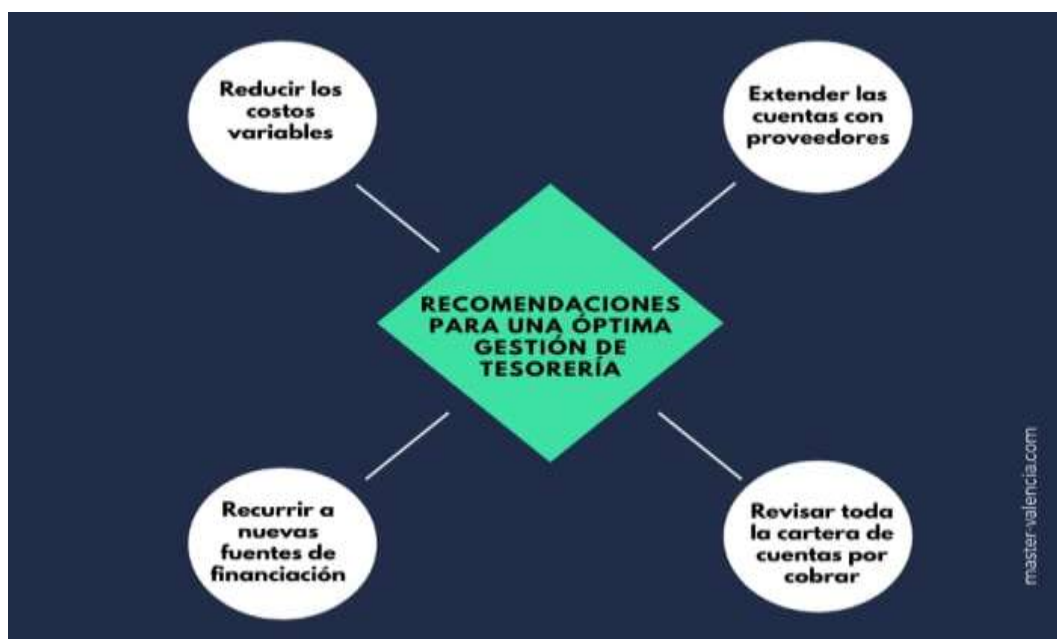 Reducir los
costos
variables
Extender las
cuentas con
proveedores
RECOMENDACIONES
PARA UNA ÓPTIMA
GESTIÓN DE
TESORERÍA
Recurrir a
nuevas
fuentes de
financiación
Revisar toda
la cartera de
cuentas por
cobrar
master-valencia.com